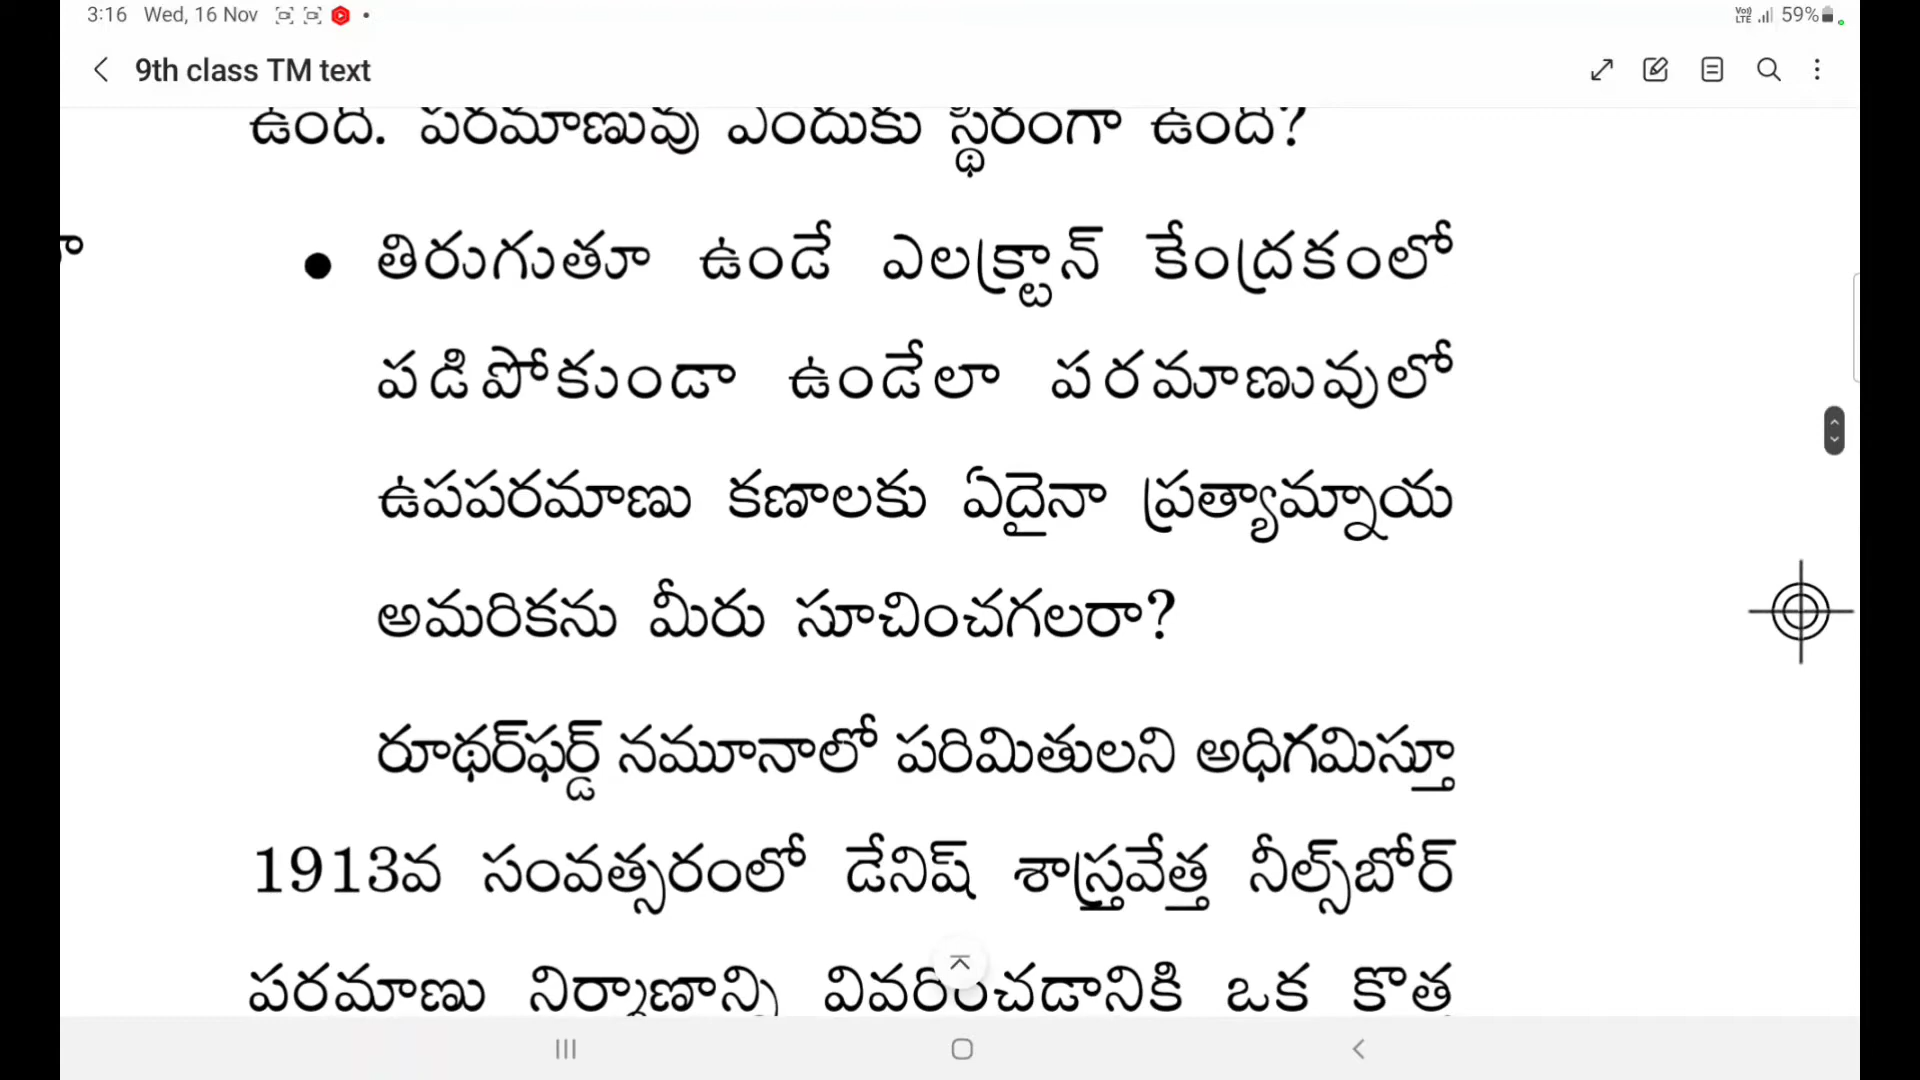 3:16 Wed, 16 Nov
59%
9th class TM text
ఉంది. పరమాణువు ఎందుకు స్థిరంగా ఉంది?
• తిరుగుతూ ఉండే ఎలక్ట్రాన్ కేంద్రకంలో
పడిపోకుండా ఉండేలా పరమాణువులో
ఉపపరమాణు కణాలకు ఏదైనా ప్రత్యామ్నాయ
అమరికను మీరు సూచించగలరా?
రూథర్‌ఫర్డ్ నమూనాలో పరిమితులని అధిగమిస్తూ
1913వ సంవత్సరంలో డేనిష్ శాస్త్రవేత్త నీల్స్‌బోర్
పరమాణు నిర్మాణాన్ని వివరించడానికి ఒక కొత్త